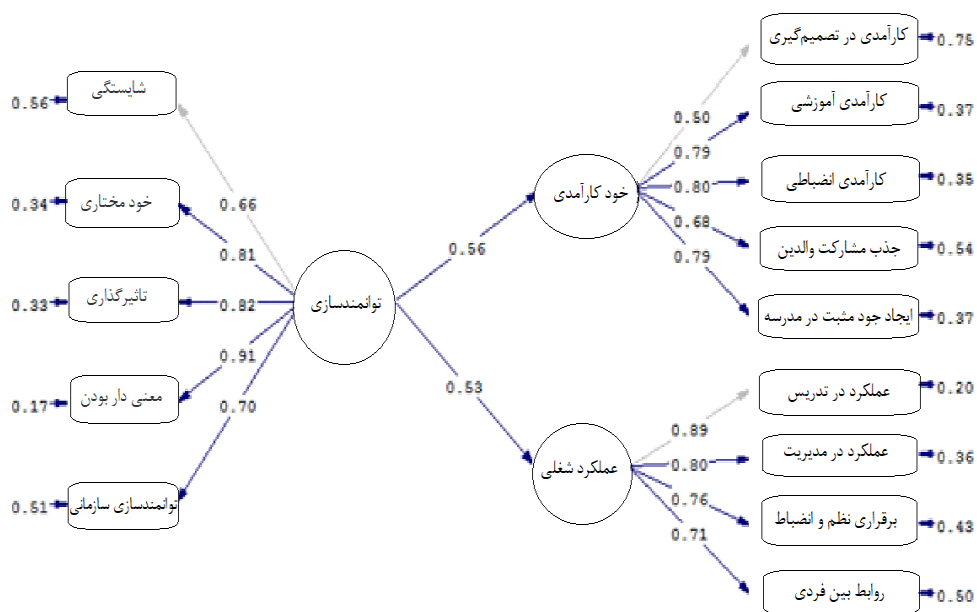 کارآمدی در تصمیم‌گیری
0.75
شایستگی
0.56
کارآمدی آموزشی
0.37
0.50
0.79
کارآمدی انضباطی
0.35
0.80
خود کارآمدی
خود مختاری
0.34
0.66
0.68
جذب مشارکت والدین
0.54
0.56
0.79
0.81
توانمندسازی
تاثیرگذاری
0.33
0.82
ایجاد جود مثبت در مدرسه
0.37
0.91
0.53
معنی دار بودن
0.17
0.70
عملکرد در تدریس
0.20
0.89
عملکرد در مدیریت
0.36
0.80
عملکرد شغلی
0.76
توانمندسازی سازمانی
0.51
برقراری نظم و انضباط
0.43
0.71
روابط بین فردی
0.50